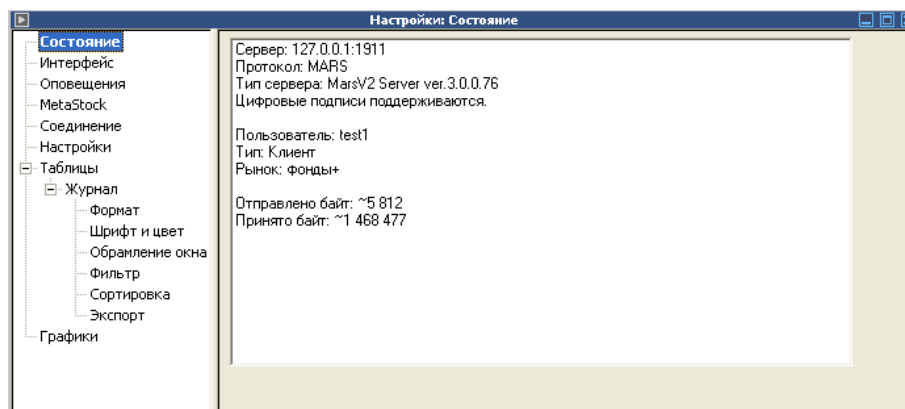 Настройки: Состояние
Состояние
Интерфейс
Оповещения
MetaStock
Соединение
Настройки
Таблицы
Журнал
Формат
Шрифт и цвет
Обрамление окна
Фильтр
Сортировка
Экспорт
Графики
Сервер: 127.0.0.1:1911
Протокол: MARS
Тип сервера: MarsV2 Server ver.3.0.0.76
Цифровые подписи поддерживаются.
Пользователь: test1
Тип: Клиент
Рынок: фонды+
Отправлено байт: ~5 812
Принято байт: ~1 468 477